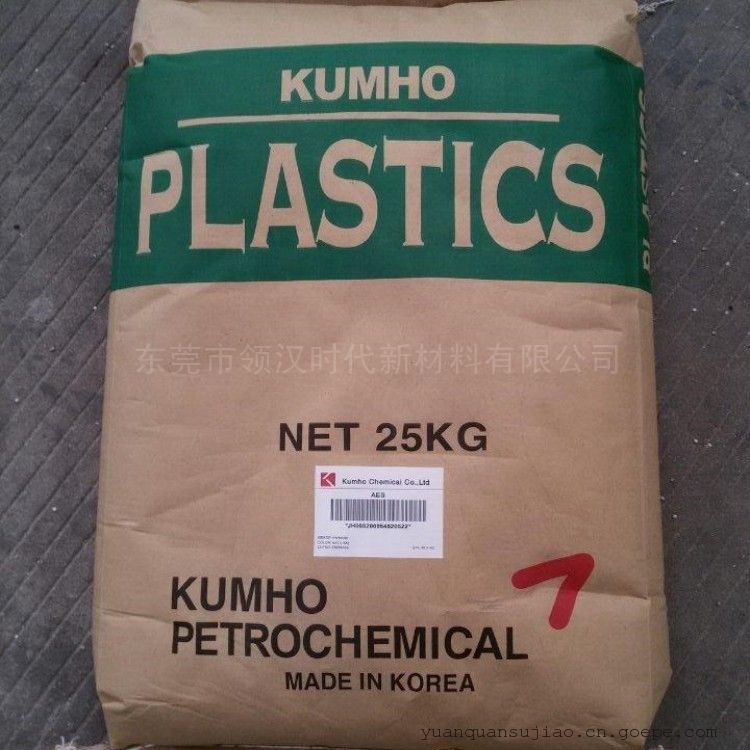 KUMHO
PLASTICS
PLASTICS
东莞市领汉时代新材料有限公司
NET 25KG
Kumho Chemical Co.,Ltd
KUMHO
PETROCHEMICAL
MADE IN KOREA
yuanquansujiao.cn.goepe.com